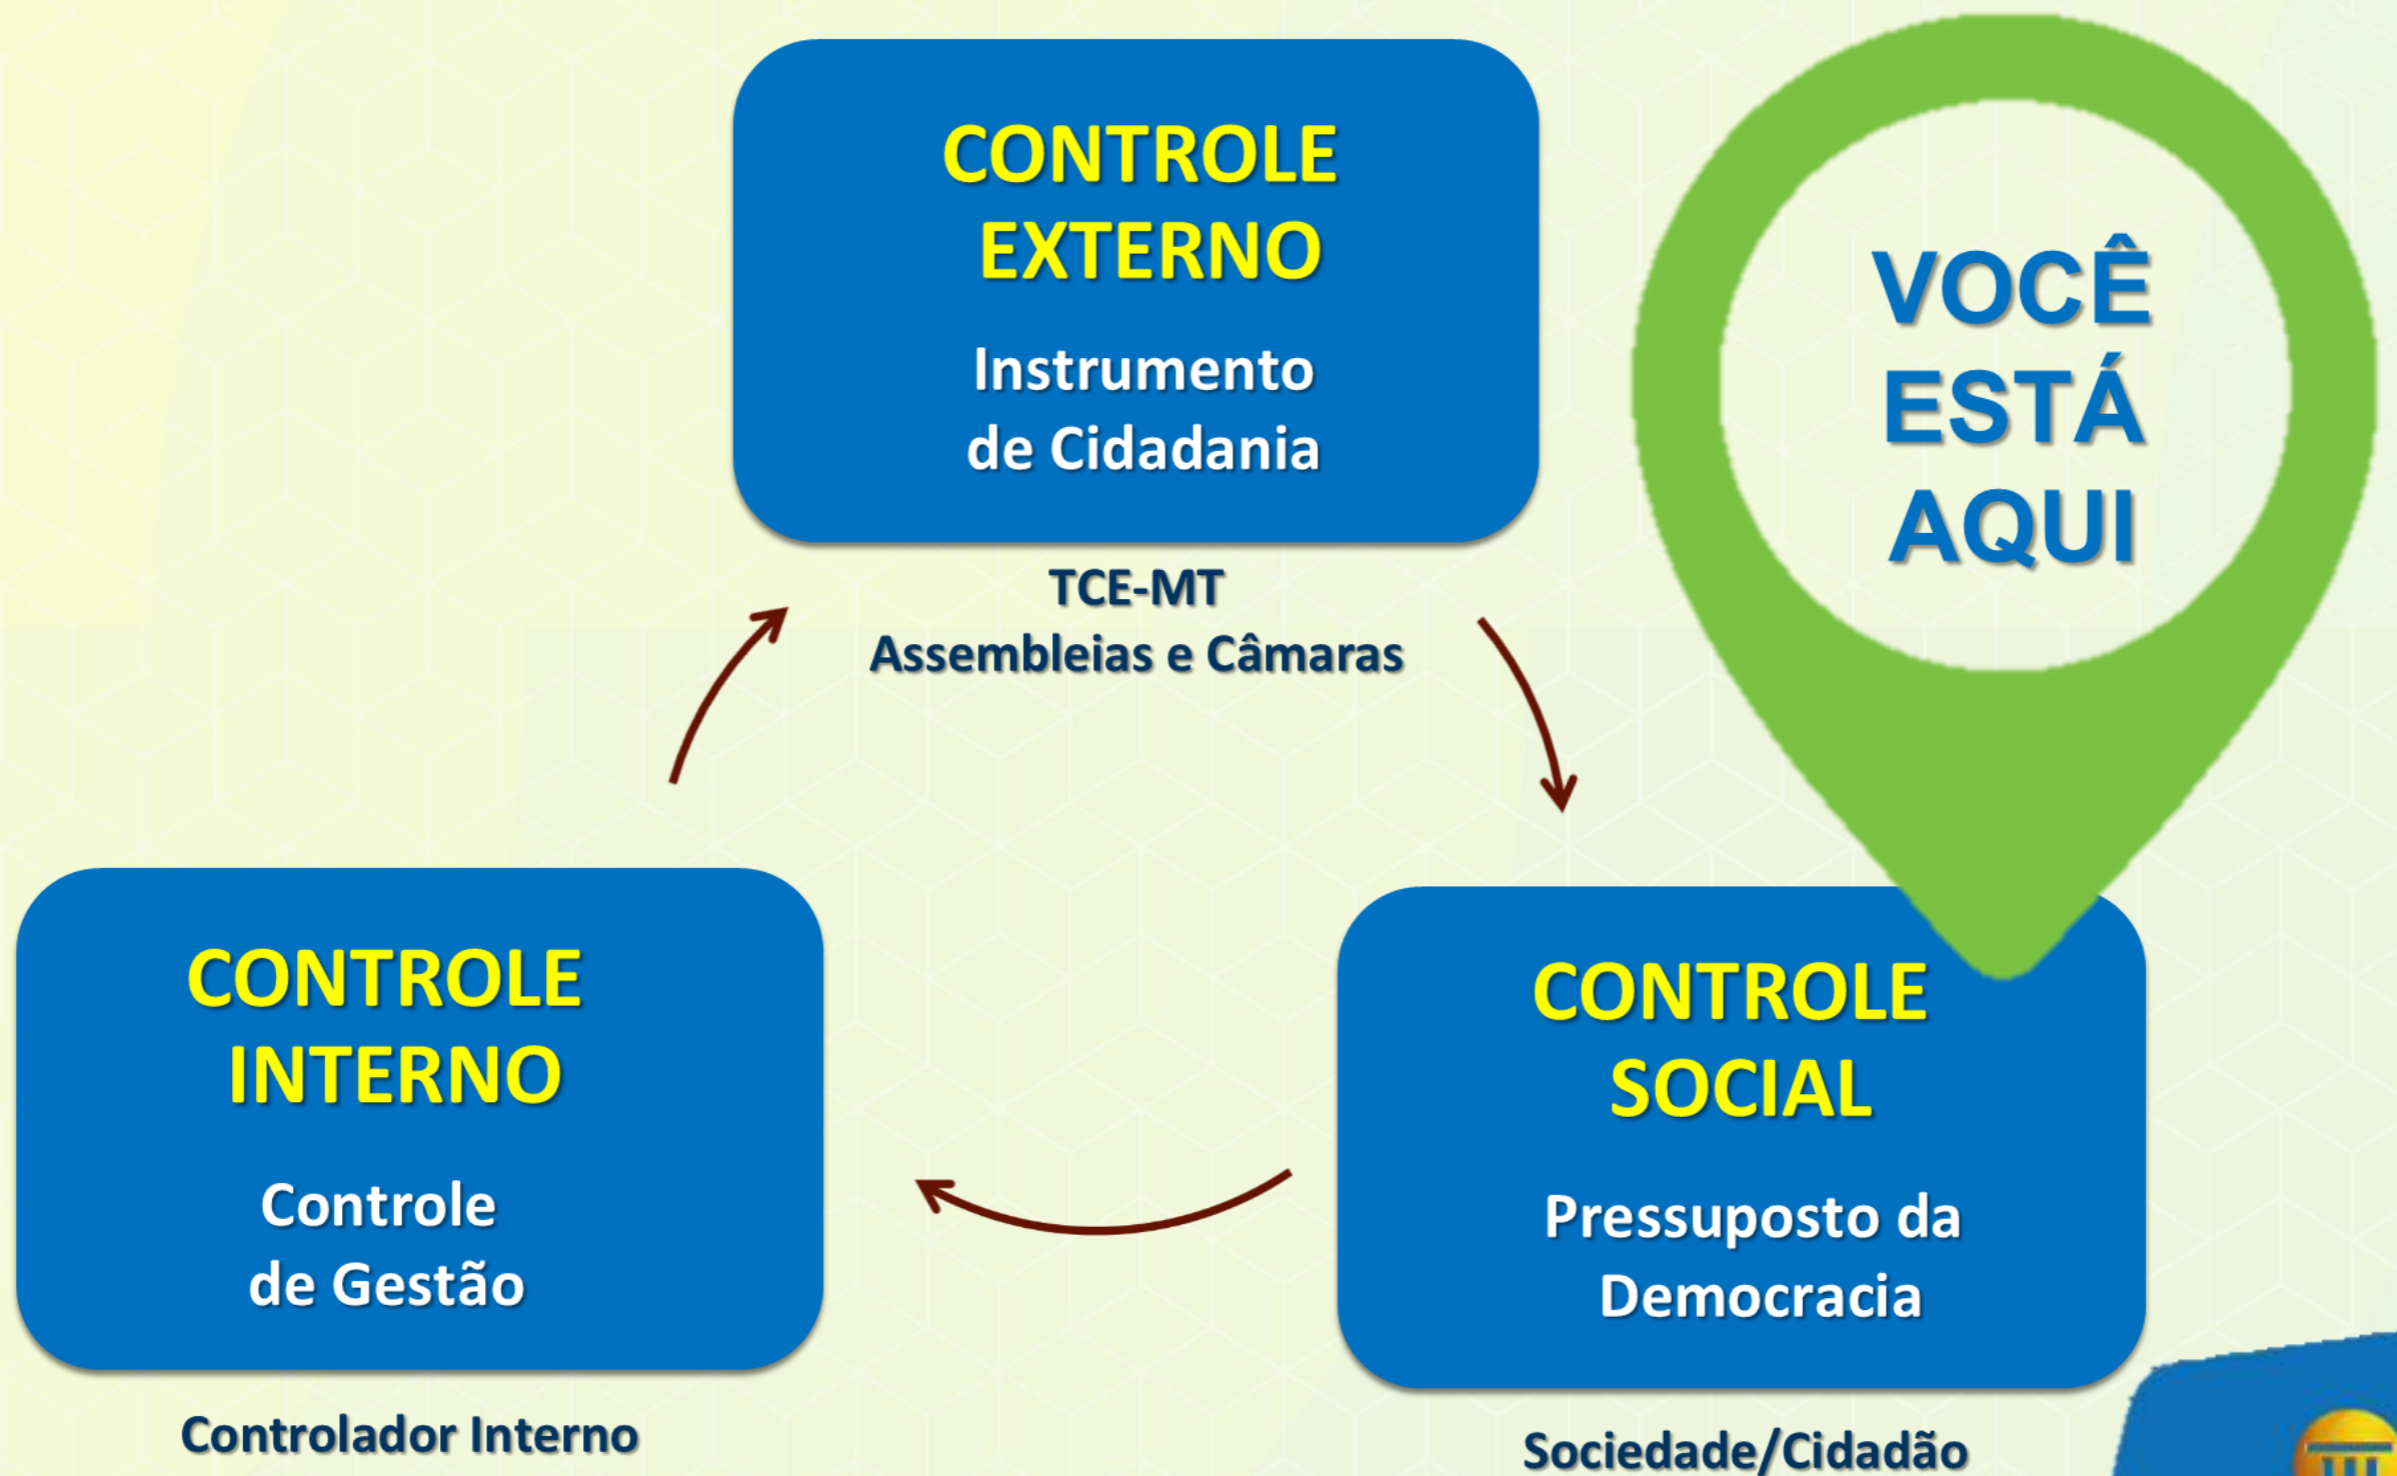 CONTROLE
EXTERNO
Instrumento
de Cidadania
TCE-MT
Assembleias e Câmaras
VOCÊ
ESTÁ
AQUI
CONTROLE
INTERNO
Controle
de Gestão
Controlador Interno
CONTROLE
SOCIAL
Pressuposto da
Democracia
Sociedade/Cidadão